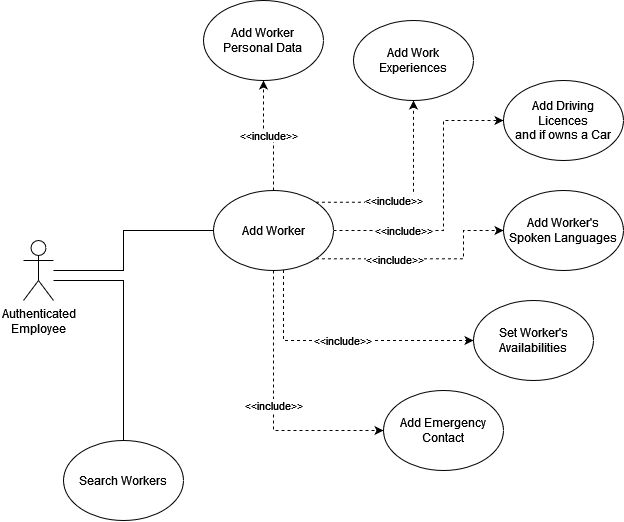 Add Worker
Personal Data
Add Work
Experiences
Add Driving
Licences
and if owns a Car
<<include>>
<<include>>
Add Worker
<<include>>
Add Worker's
Spoken Languages
<<include>>
Authenticated
Employee
<<include>>
Set Worker's
Availabilities
<<include>>
Add Emergency
Contact
Search Workers